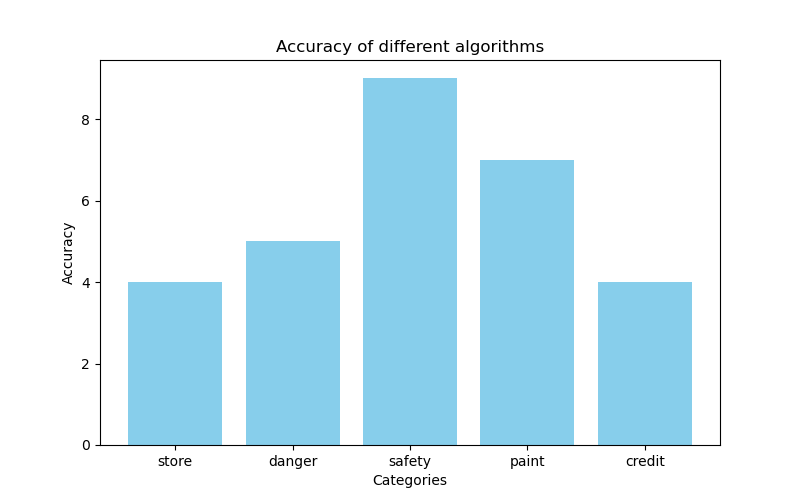 Accuracy of different algorithms
Accuracy
8
6
4
2
0
store danger safety paint credit
Categories